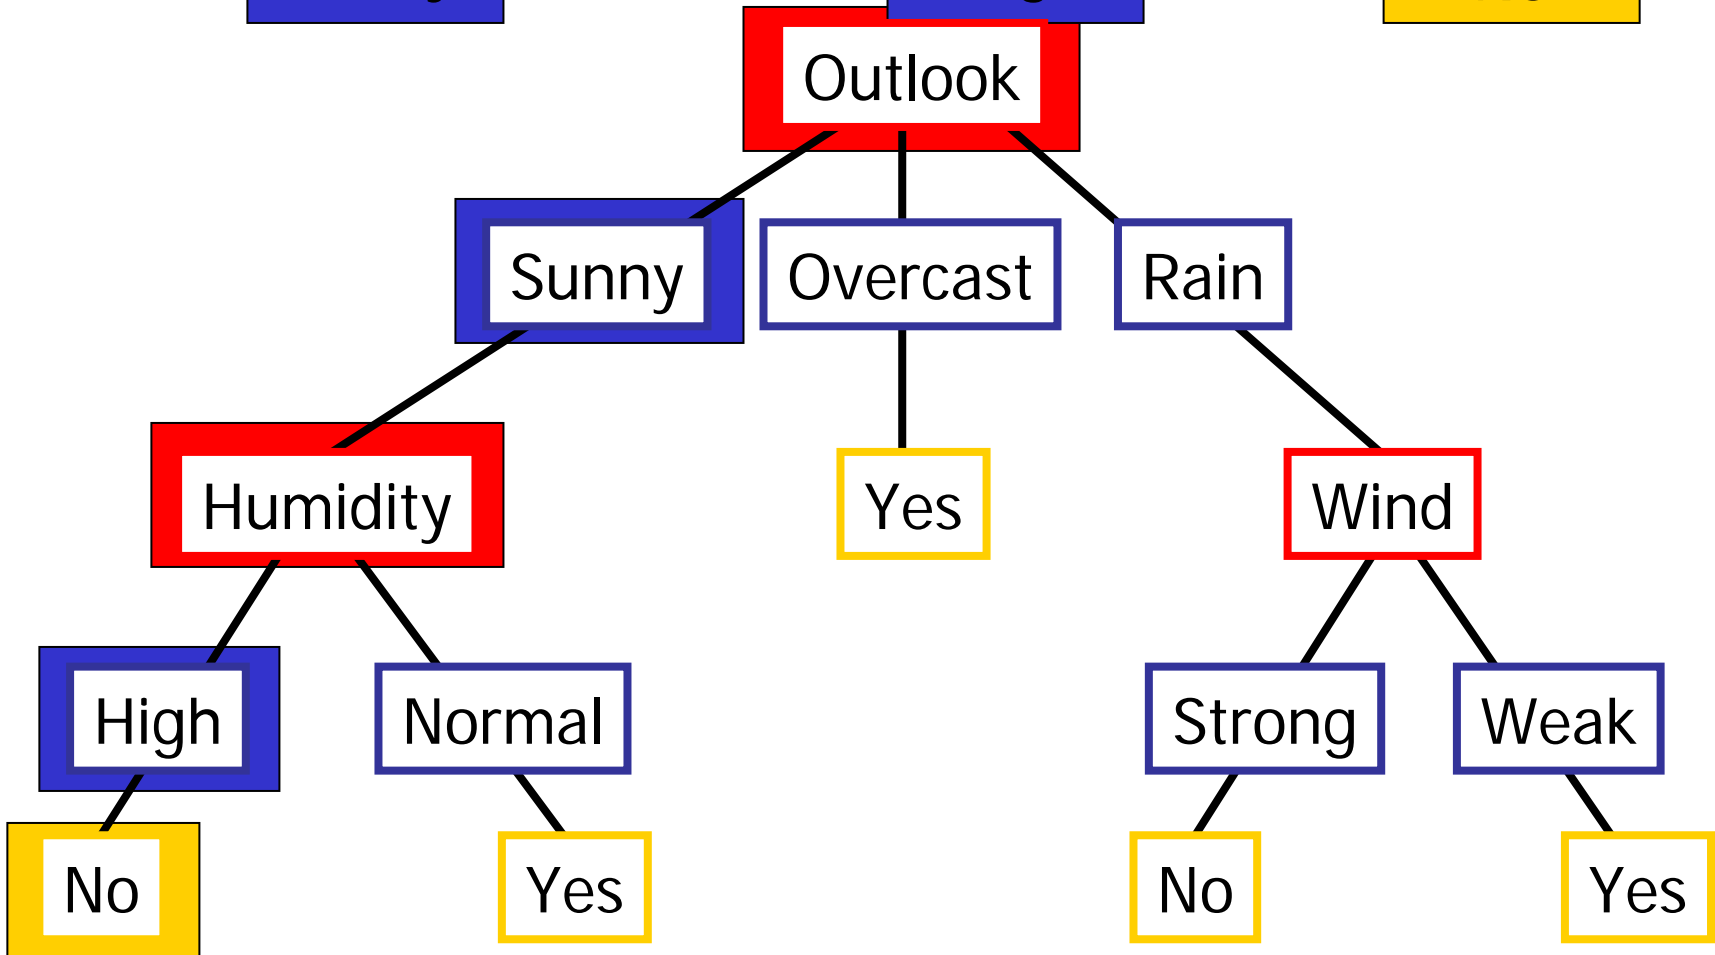 Outlook
Sunny Overcast Rain
Humidity Yes Wind
High Normal Strong Weak
No Yes No Yes